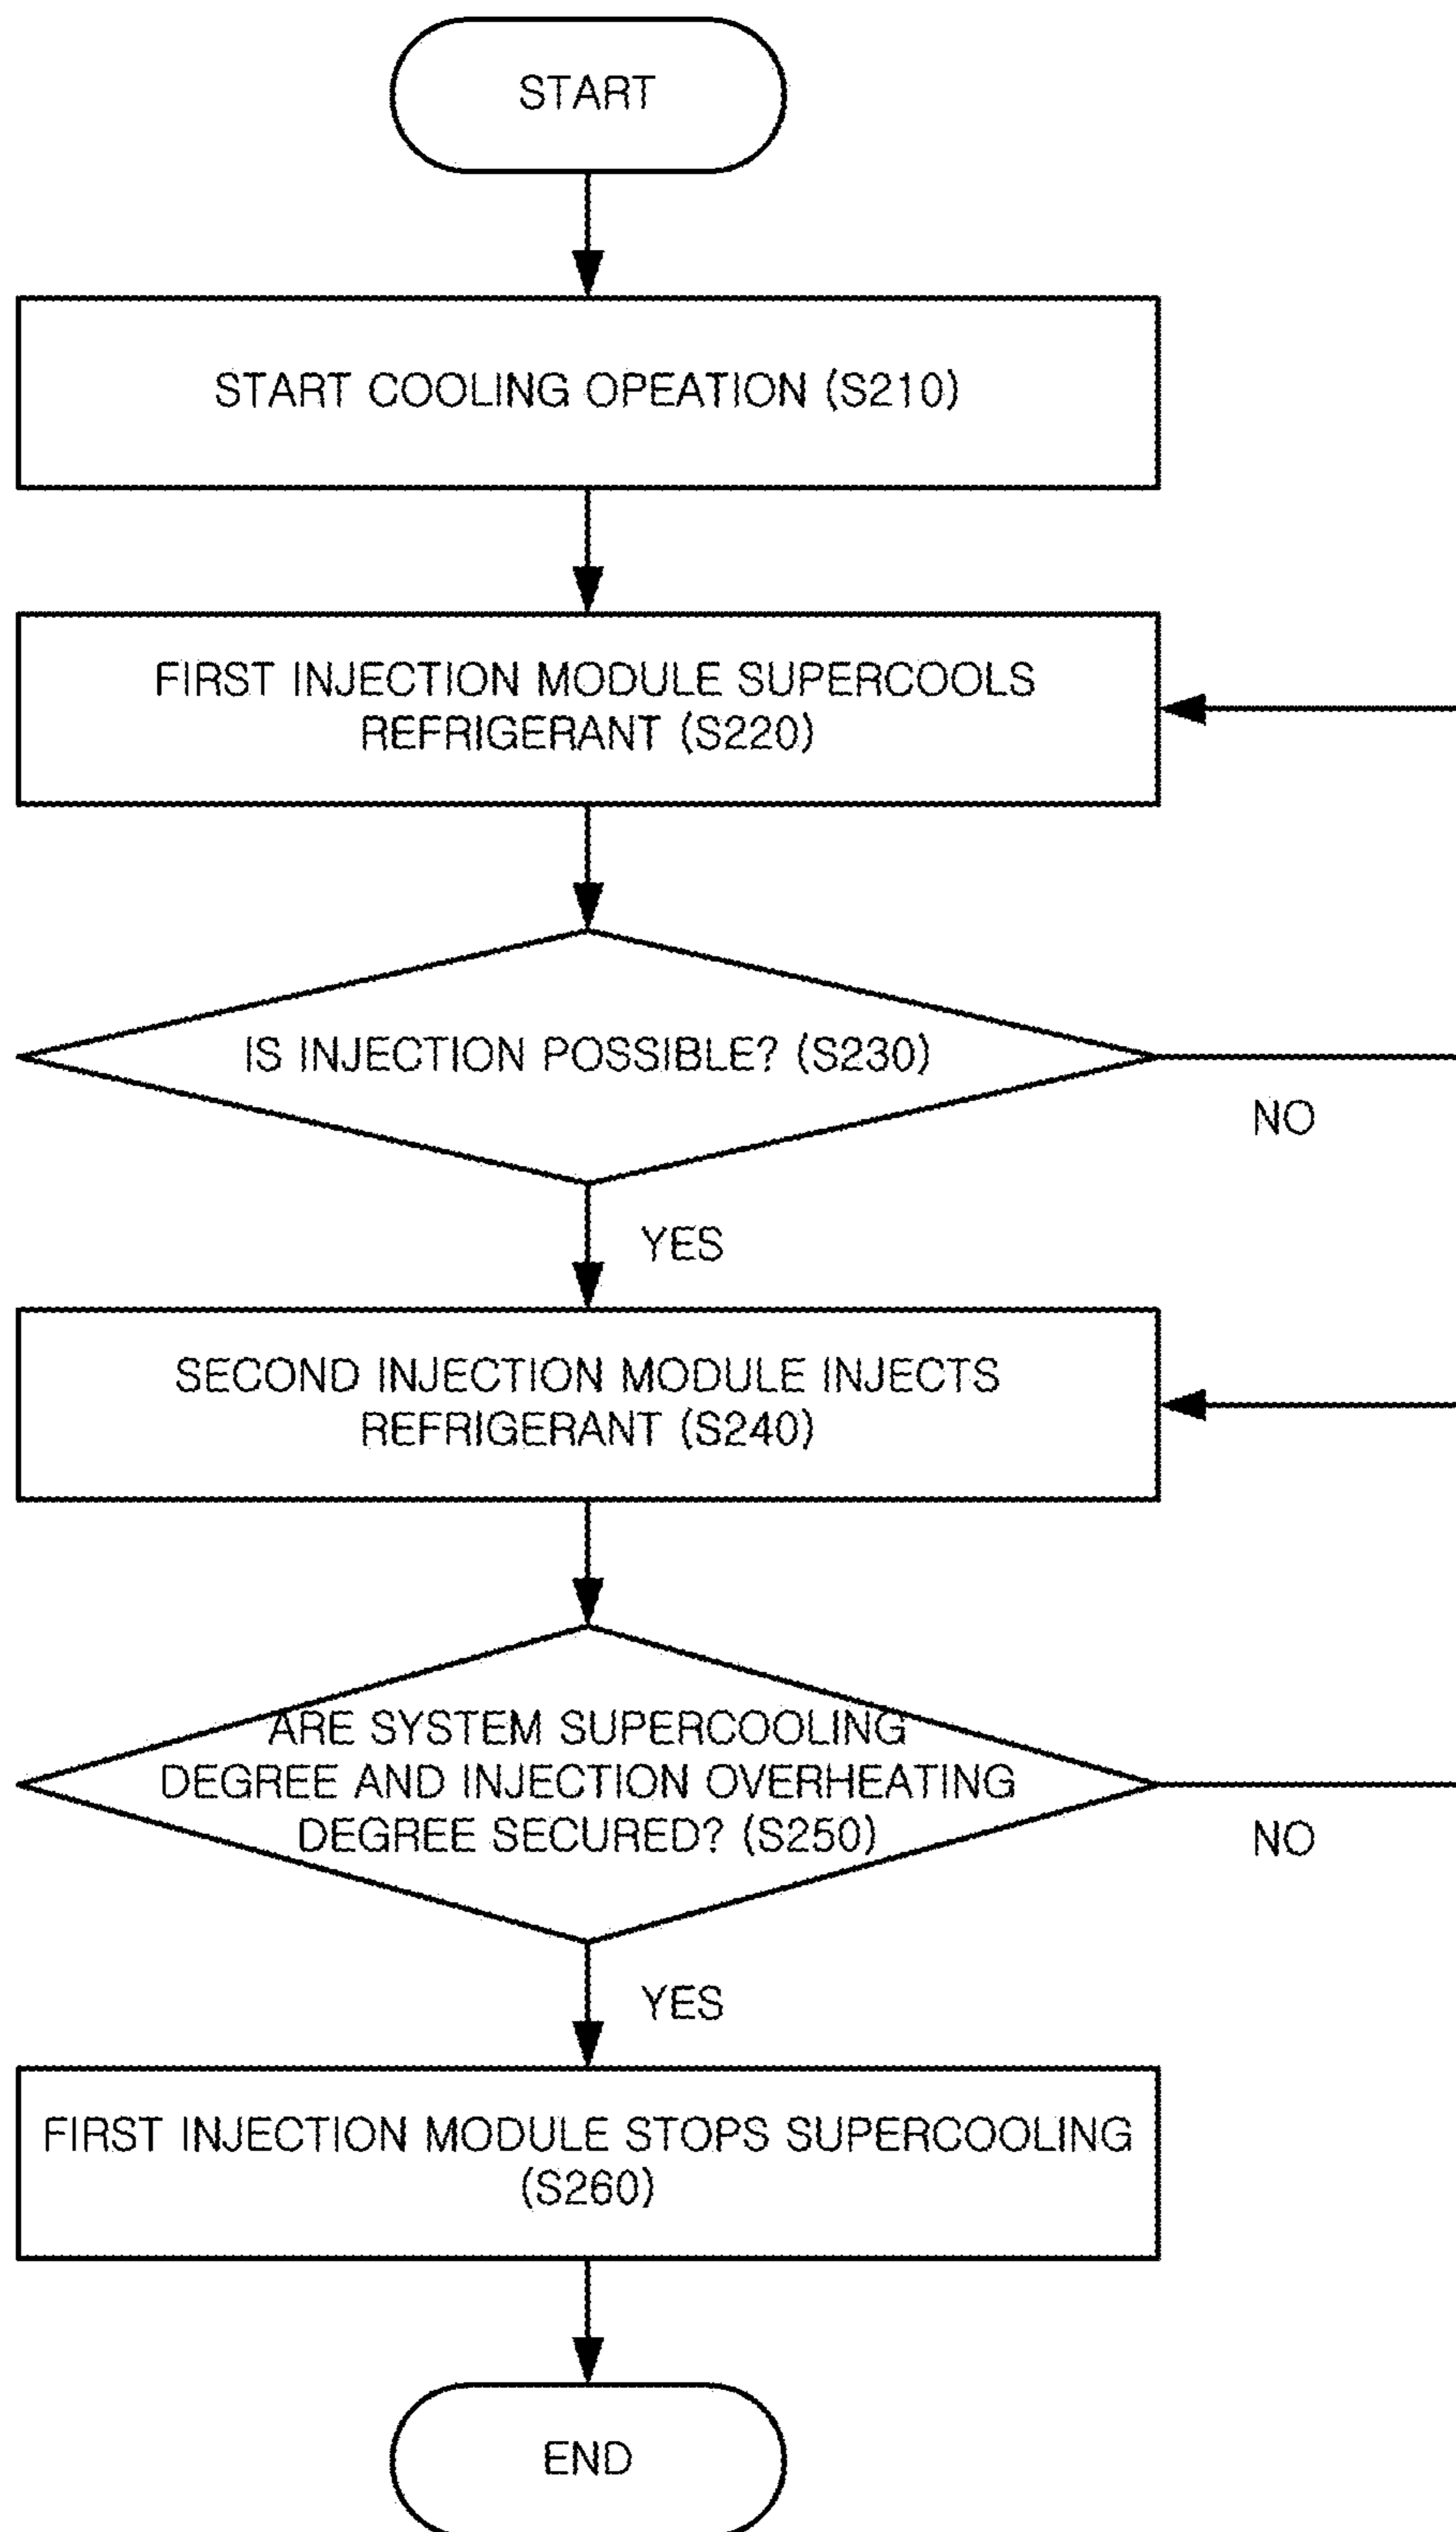 START
START COOLING OPEATION (S210)
FIRST INJECTION MODULE SUPERCOOLS
REFRIGERANT (S220)
IS INJECTION POSSIBLE? (S230)
NO
YES
SECOND INJECTION MODULE INJECTS
REFRIGERANT (S240)
ARE SYSTEM SUPERCOOLING
DEGREE AND INJECTION OVERHEATING
DEGREE SECURED? (S250)
NO
YES
FIRST INJECTION MODULE STOPS SUPERCOOLING
(S260)
END